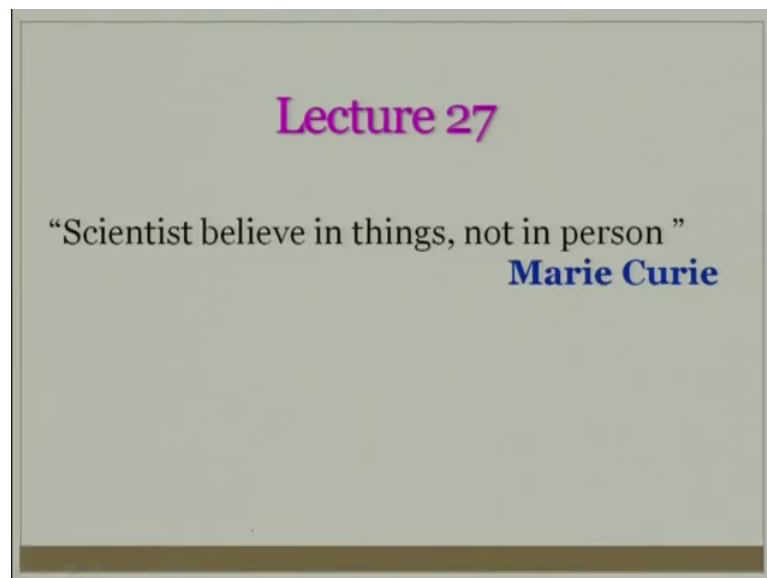 Lecture 27
“Scientist believe in things, not in person ”
Marie Curie